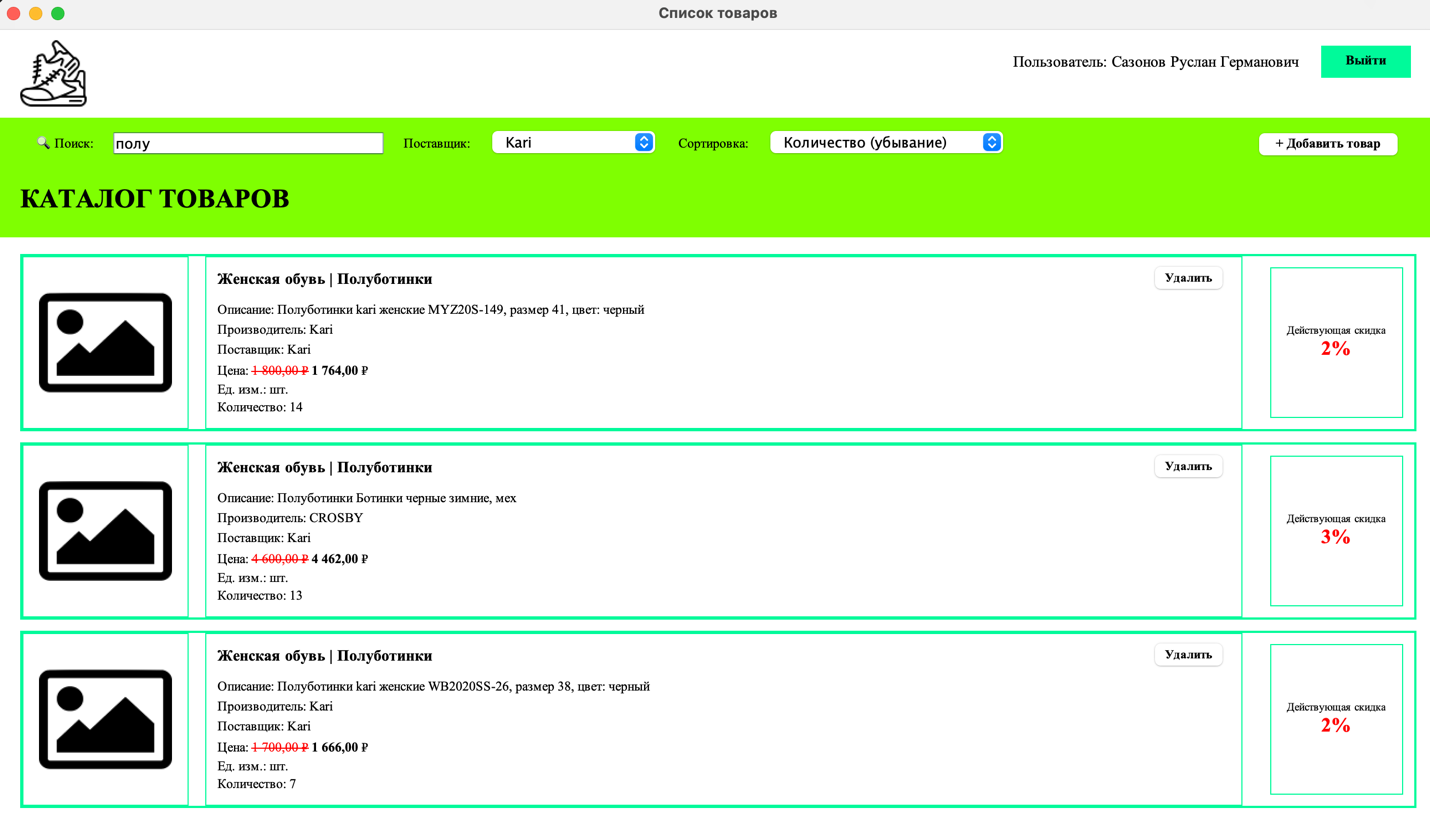 Список товаров
Пользователь: Сазонов Руслан Германович
Выйти
Поиск: полу Поставщик: Kari Сортировка: Количество (убывание) + Добавить товар
КАТАЛОГ ТОВАРОВ
Женская обувь | Полуботинки
Удалить
Описание: Полуботинки kari женские MYZ20S-149, размер 41, цвет: черный
Производитель: Kari
Поставщик: Kari
Цена: 1 800,00 ₽ 1 764,00 ₽
Ед. изм.: шт.
Количество: 14
Действующая скидка
2%
Женская обувь | Полуботинки
Удалить
Описание: Полуботинки Ботинки черные зимние, мех
Производитель: CROSBY
Поставщик: Kari
Цена: 4 600,00 ₽ 4 462,00 ₽
Ед. изм.: шт.
Количество: 13
Действующая скидка
3%
Женская обувь | Полуботинки
Удалить
Описание: Полуботинки kari женские WB2020SS-26, размер 38, цвет: черный
Производитель: Kari
Поставщик: Kari
Цена: 1 700,00 ₽ 1 666,00 ₽
Ед. изм.: шт.
Количество: 7
Действующая скидка
2%